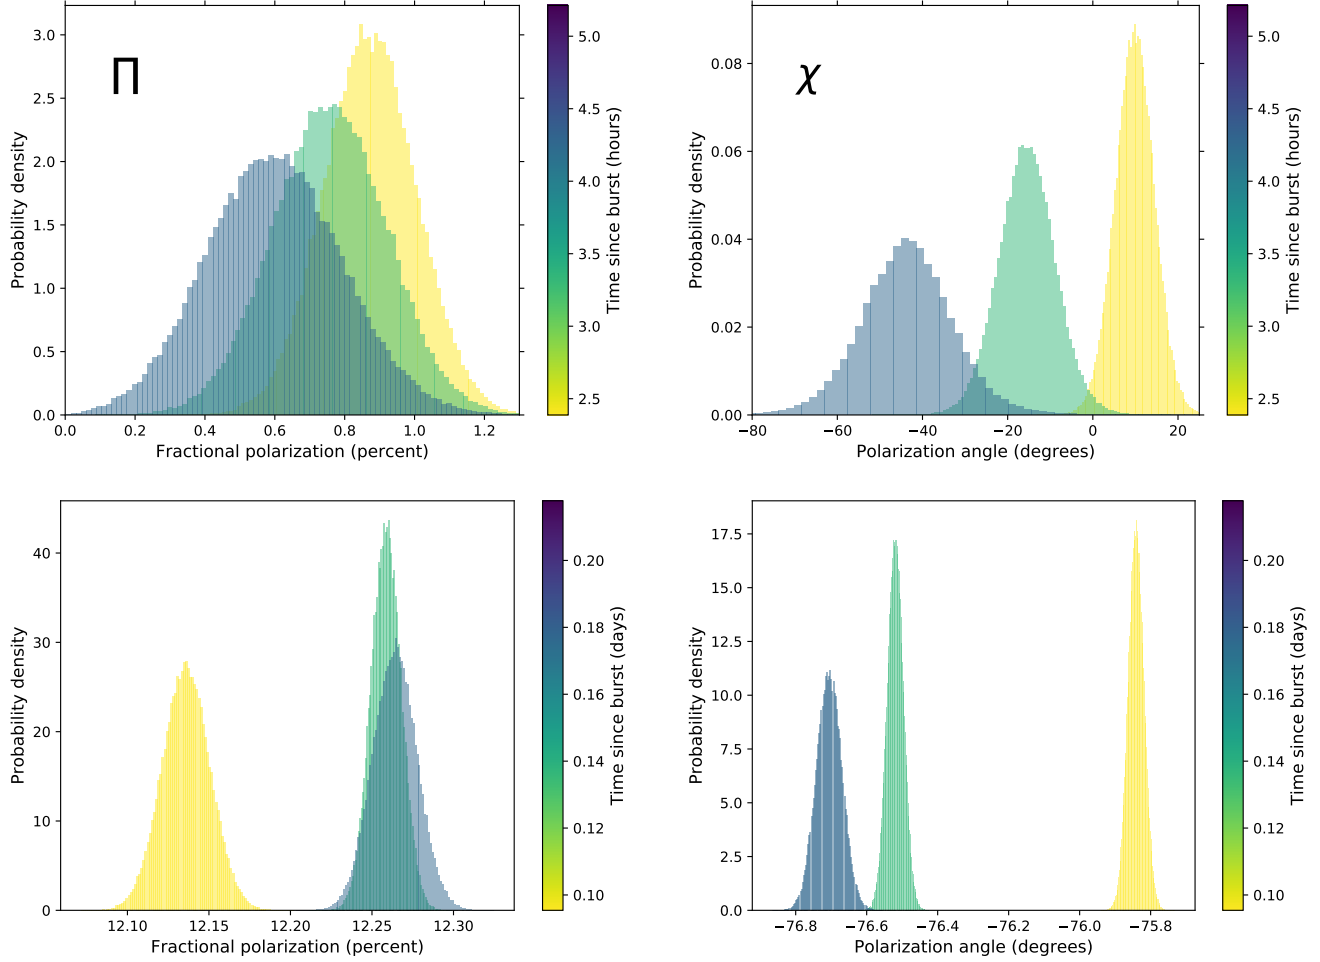 Π
Probability density
3.0
2.5
2.0
1.5
1.0
0.5
0.0
0.0 0.2 0.4 0.6 0.8 1.0 1.2
Fractional polarization (percent)
5.0
4.5
4.0
3.5
3.0
2.5
Time since burst (hours)
χ
Probability density
0.08
0.06
0.04
0.02
0.00
−80 −60 −40 −20 0 20
Polarization angle (degrees)
5.0
4.5
4.0
3.5
3.0
2.5
Time since burst (hours)
Probability density
40
30
20
10
0
12.10 12.15 12.20 12.25 12.30
Fractional polarization (percent)
0.20
0.18
0.16
0.14
0.12
0.10
Time since burst (days)
Probability density
17.5
15.0
12.5
10.0
7.5
5.0
2.5
0.0
−76.8 −76.6 −76.4 −76.2 −76.0 −75.8
Polarization angle (degrees)
0.20
0.18
0.16
0.14
0.12
0.10
Time since burst (days)